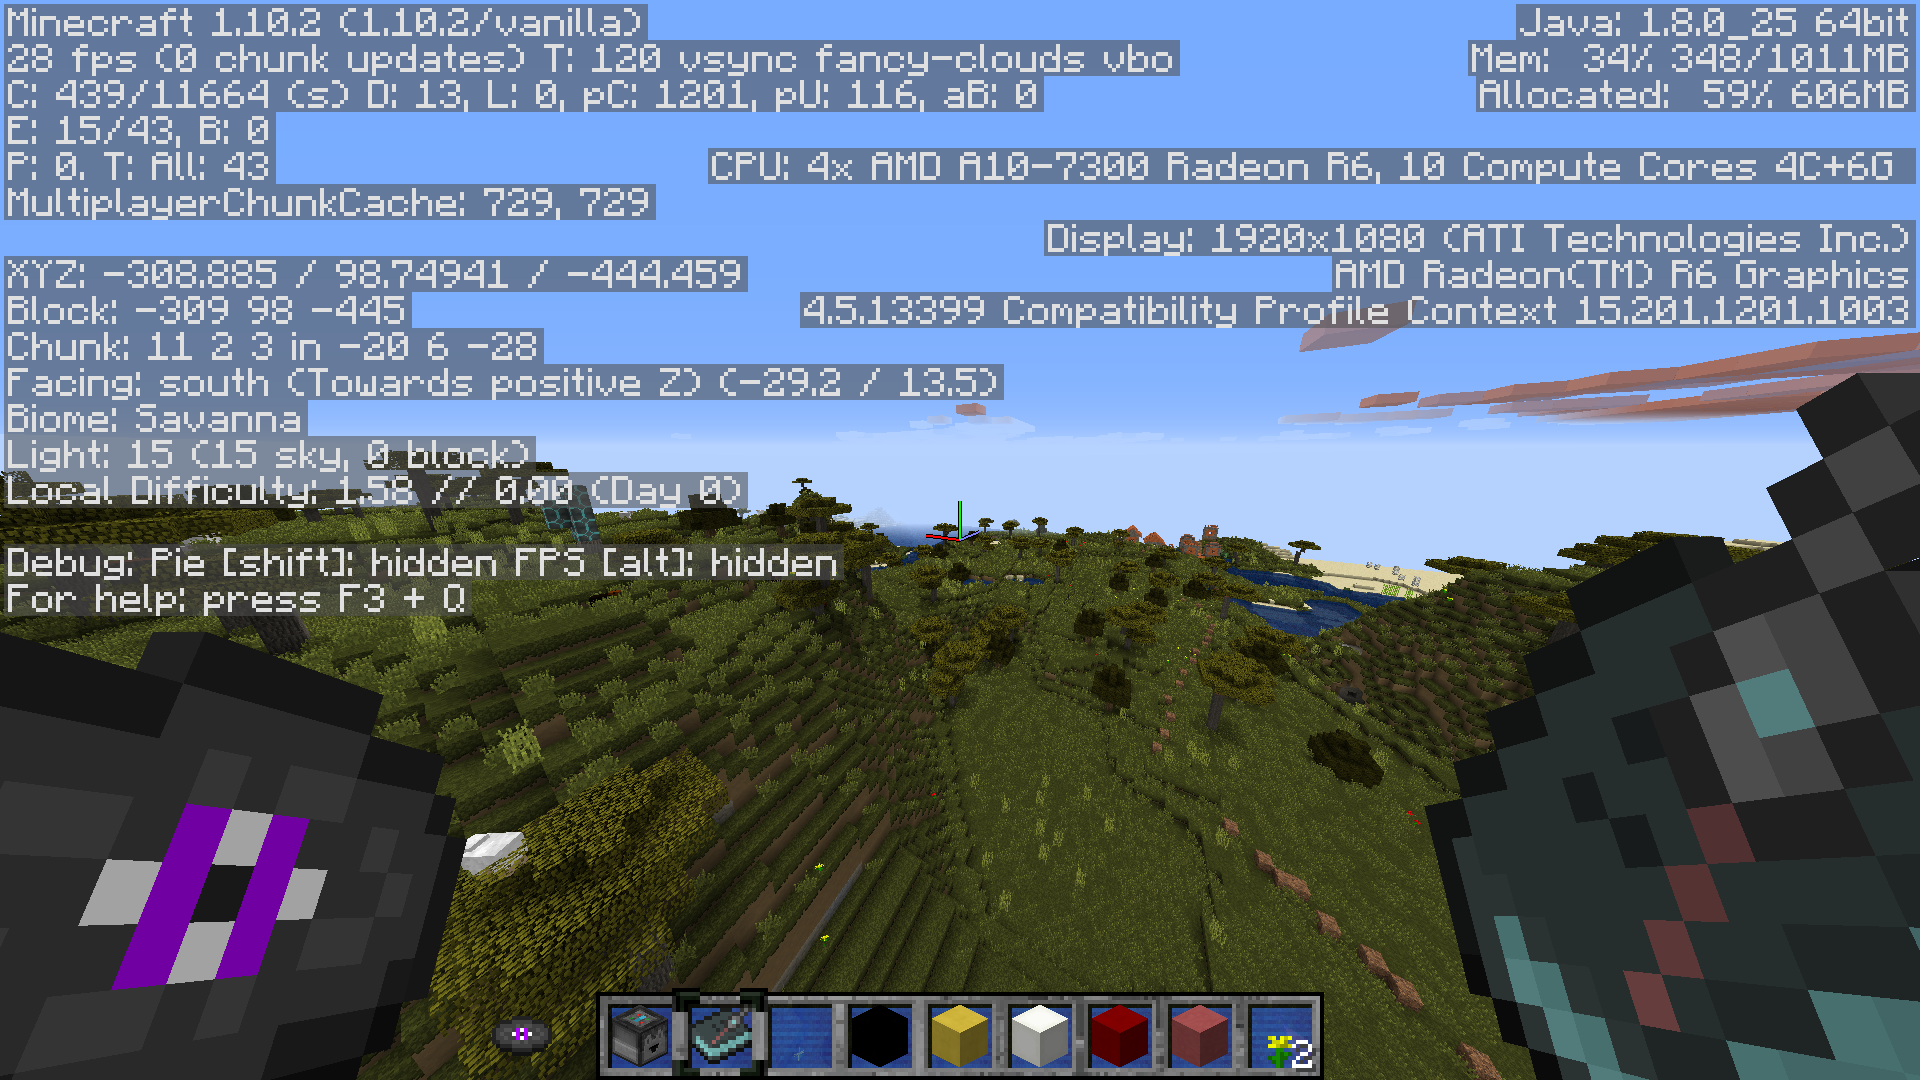 Minecraft 1.10.2 (1.10.2/vanilla)
28 fps (0 chunk updates) T: 120 vsync fancy-clouds vbo
C: 439/11664 (s) D: 13, L: 0, pC: 1201, pU: 116, aB: 0
E: 15/43, B: 0
P: 0. T: All: 43
MultiplayerChunkCache: 729, 729
XYZ: -308.885 / 98.74941 / -444.459
Block: -309 98 -445
Chunk: 11 2 3 in -20 6 -28
Facing: south (Towards positive Z) (-29.2 / 13.5)
Biome: Savanna
Light: 15 (15 sky, 0 block)
Local Difficulty: 1.58 // 0.00 (Day 0)
Debug: Pie [shift]: hidden FPS [alt]: hidden
For help: press F3 + Q
Java: 1.8.0_25 64bit
Mem: 34% 348/1011MB
Allocated: 59% 606MB
CPU: 4x AMD A10-7300 Radeon R6, 10 Compute Cores 4C+6G
Display: 1920x1080 (ATI Technologies Inc.)
AMD Radeon(TM) R6 Graphics
4.5.13399 Compatibility Profile Context 15.201.1201.1003
2